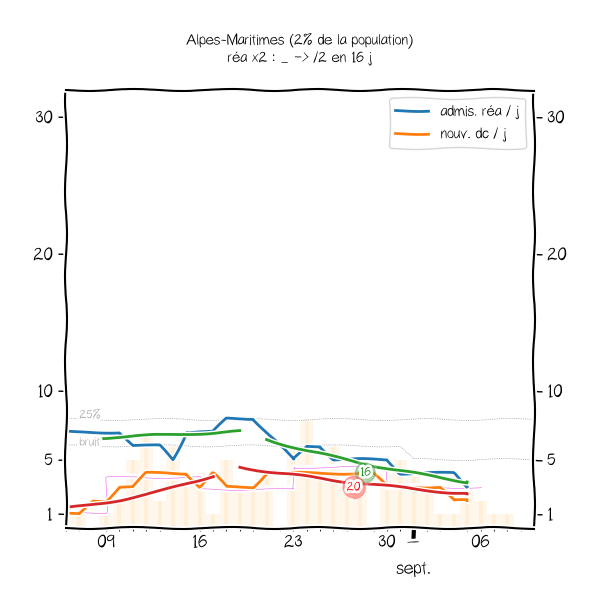 Alpes-Maritimes (2% de la population)
réa x2 : _ -> /2 en 16 j
admis. réa / j
nouv. dc / j
30 30
20 20
10 10
25%
bruit
5 5
16
20
1 1
09 16 23 30 06
sept.